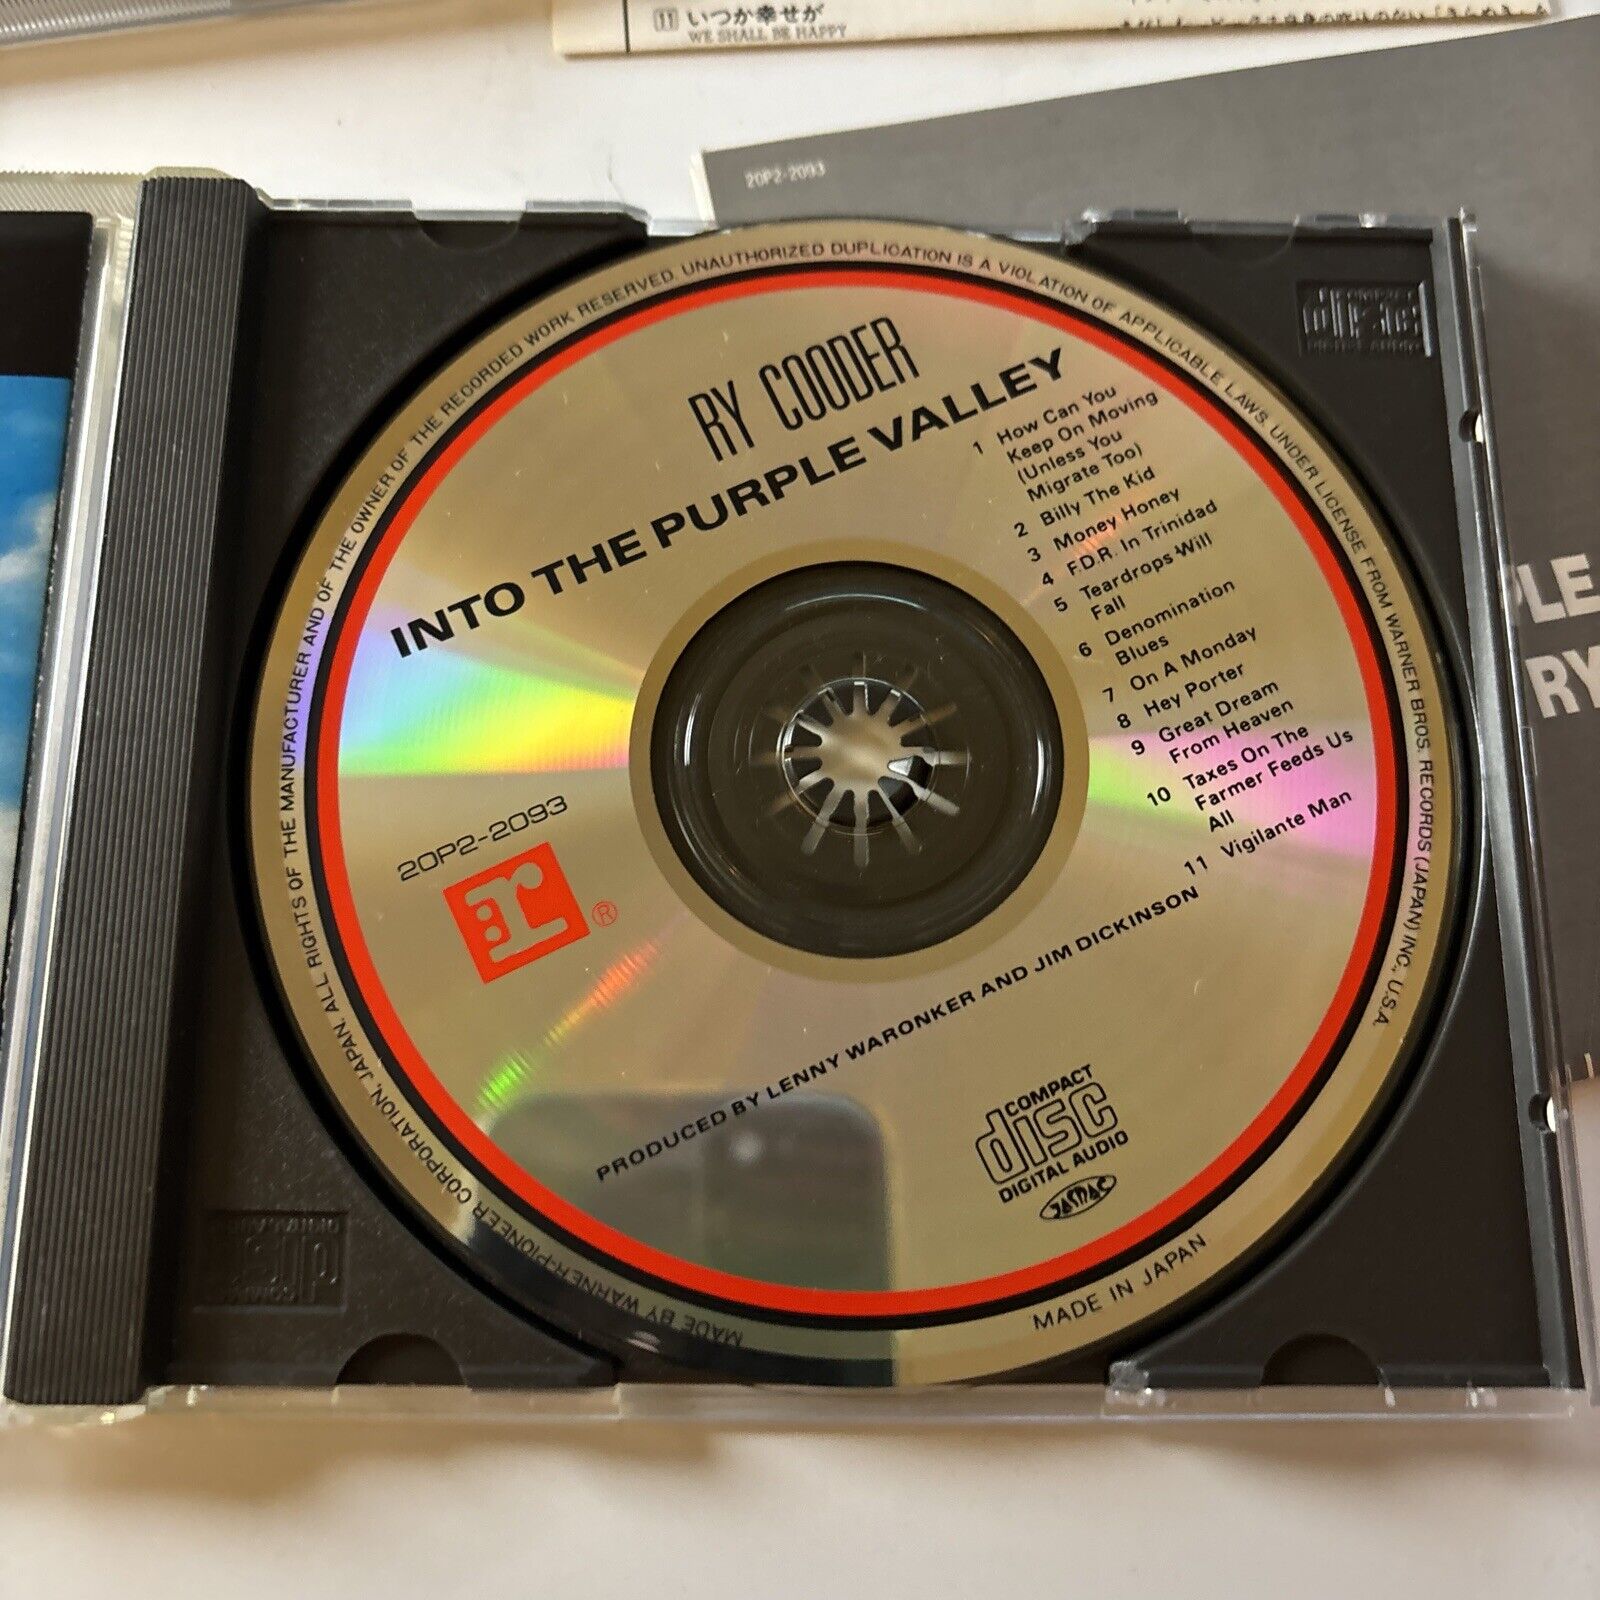 11 いつか幸せが
WE SHALL BE HAPPY
20P2-2093
COMPACT
disc
DIGITAL AUDIO
RY COODER
INTO THE PURPLE VALLEY
1 How Can You
Keep On Moving
(Unless You
Migrate Too)
2 Billy The Kid
3 Money Honey
4 F.D.R. In Trinidad
5 Teardrops Will
Fall
6 Denomination
Blues
7 On A Monday
8 Hey Porter
9 Great Dream
From Heaven
10 Taxes On The
Farmer Feeds Us
All
11 Vigilante Man
20P2-2093
r®
PRODUCED BY LENNY WARONKER AND JIM DICKINSON
COMPACT
disc
DIGITAL AUDIO
JASRAC
MADE IN JAPAN
MADE BY WARNER-PIONEER CORPORATION, JAPAN. ALL RIGHTS OF THE MANUFACTURER AND OF THE OWNER OF THE RECORDED WORK RESERVED. UNAUTHORIZED DUPLICATION IS A VIOLATION OF APPLICABLE LAWS. UNDER LICENSE FROM WARNER BROS. RECORDS (JAPAN) INC., U.S.A.
PLE
RY
disc